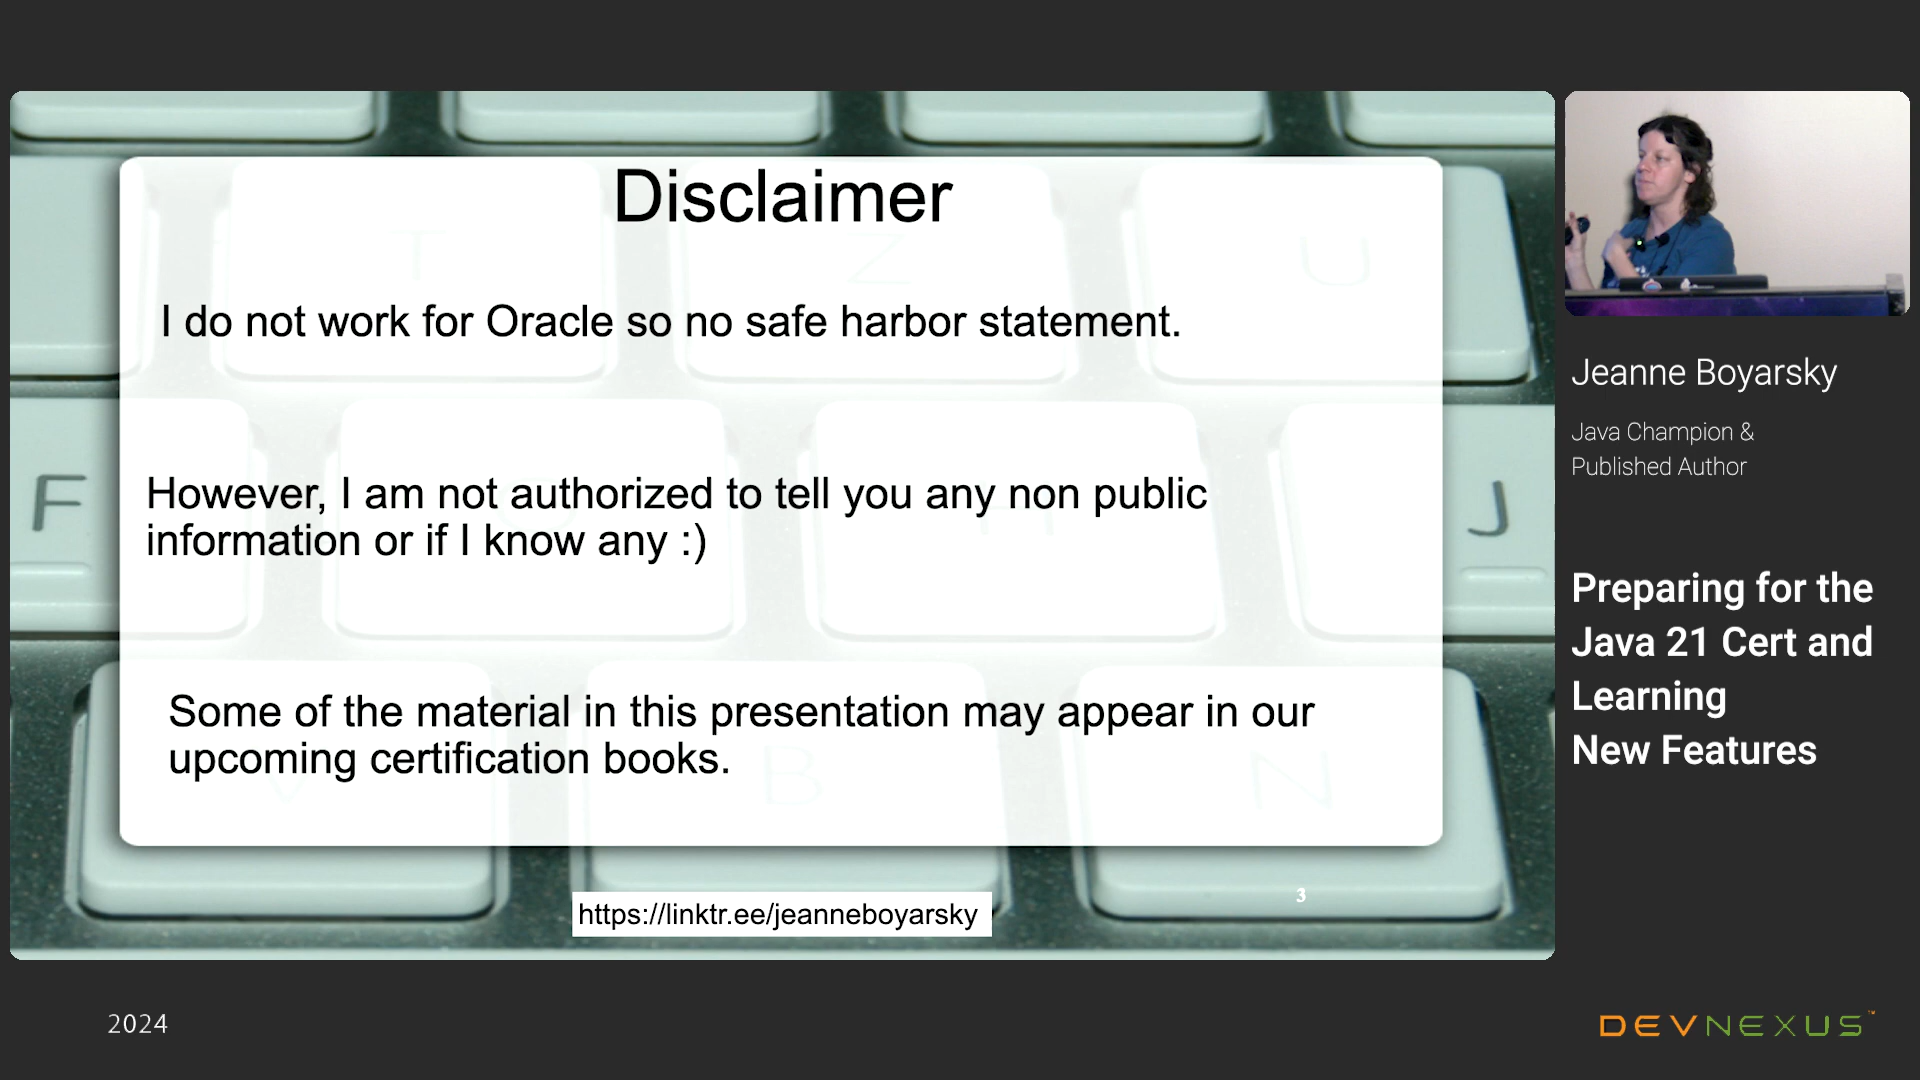 Disclaimer
I do not work for Oracle so no safe harbor statement.
However, I am not authorized to tell you any non public
information or if I know any :)
Some of the material in this presentation may appear in our
upcoming certification books.
https://linktr.ee/jeanneboyarsky
3
T
Z
U
F
J
H
V
B
N
Jeanne Boyarsky
Java Champion &
Published Author
Preparing for the
Java 21 Cert and
Learning
New Features
2024
DEVNEXUS™